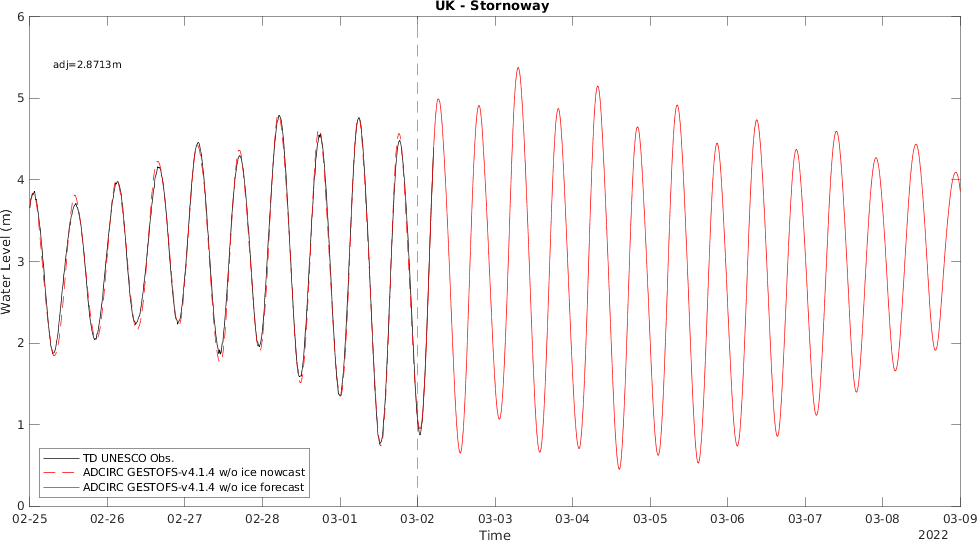 UK - Stornoway
adj=2.8713m
6
5
4
3
2
1
0
Water Level (m)
TD UNESCO Obs.
ADCIRC GESTOFS-v4.1.4 w/o ice nowcast
ADCIRC GESTOFS-v4.1.4 w/o ice forecast
02-25 02-26 02-27 02-28 03-01 03-02 03-03 03-04 03-05 03-06 03-07 03-08 03-09
Time
2022